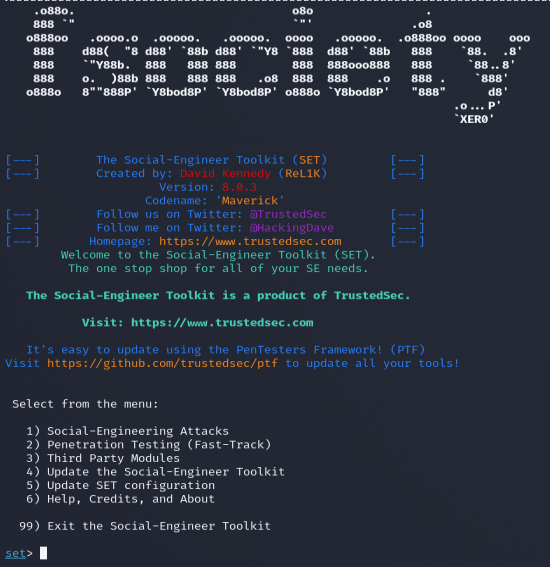 .o88o.                               o8o                .
  888 `"                               `"'              .o8
 o888oo   .oooo.o  .ooooo.   .ooooo.  oooo   .ooooo.  .o888oo oooo    ooo
  888    d88(  "8 d88' `88b d88' `"Y8 `888  d88' `88b   888    `88.  .8'
  888    `"Y88b.  888   888 888        888  888ooo888   888     `88..8'
  888    o.  )88b 888   888 888   .o8  888  888    .o   888 .    `888'
 o888o   8""888P' `Y8bod8P' `Y8bod8P' o888o `Y8bod8P'   "888"      d8'
                                                              .o...P'
                                                              `XER0'
[---]        The Social-Engineer Toolkit (SET)         [---]
[---]        Created by: David Kennedy (ReL1K)         [---]
Version: 8.0.3
Codename: 'Maverick'
[---]        Follow us on Twitter: @TrustedSec         [---]
[---]        Follow me on Twitter: @HackingDave        [---]
[---]       Homepage: https://www.trustedsec.com       [---]
Welcome to the Social-Engineer Toolkit (SET).
The one stop shop for all of your SE needs.
The Social-Engineer Toolkit is a product of TrustedSec.
Visit: https://www.trustedsec.com
It's easy to update using the PenTesters Framework! (PTF)
Visit https://github.com/trustedsec/ptf to update all your tools!
Select from the menu:
1) Social-Engineering Attacks
2) Penetration Testing (Fast-Track)
3) Third Party Modules
4) Update the Social-Engineer Toolkit
5) Update SET configuration
6) Help, Credits, and About
99) Exit the Social-Engineer Toolkit
set>